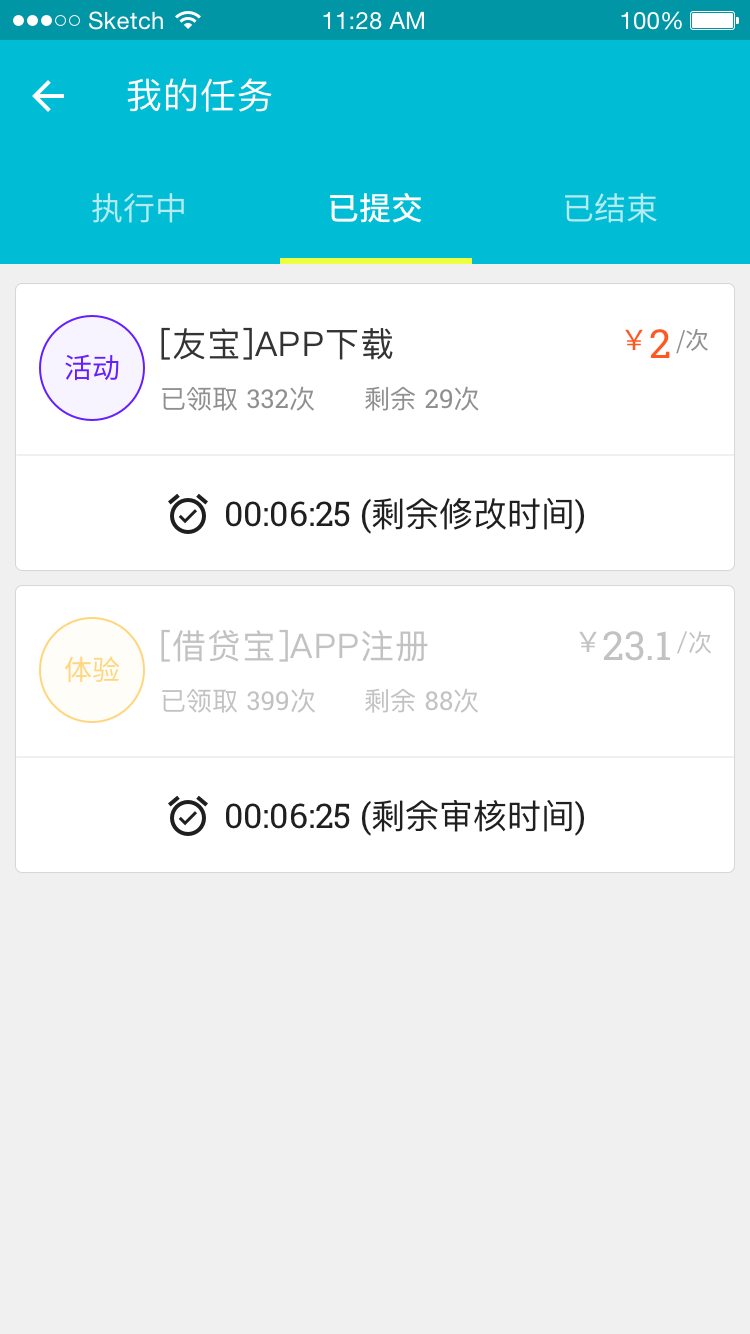 Sketch 11:28 AM 100%
我的任务
执行中 已提交 已结束
[友宝]APP下载 ¥2/次
活动
已领取 332次 剩余 29次
00:06:25 (剩余修改时间)
[借贷宝]APP注册 ¥23.1/次
体验
已领取 399次 剩余 88次
00:06:25 (剩余审核时间)